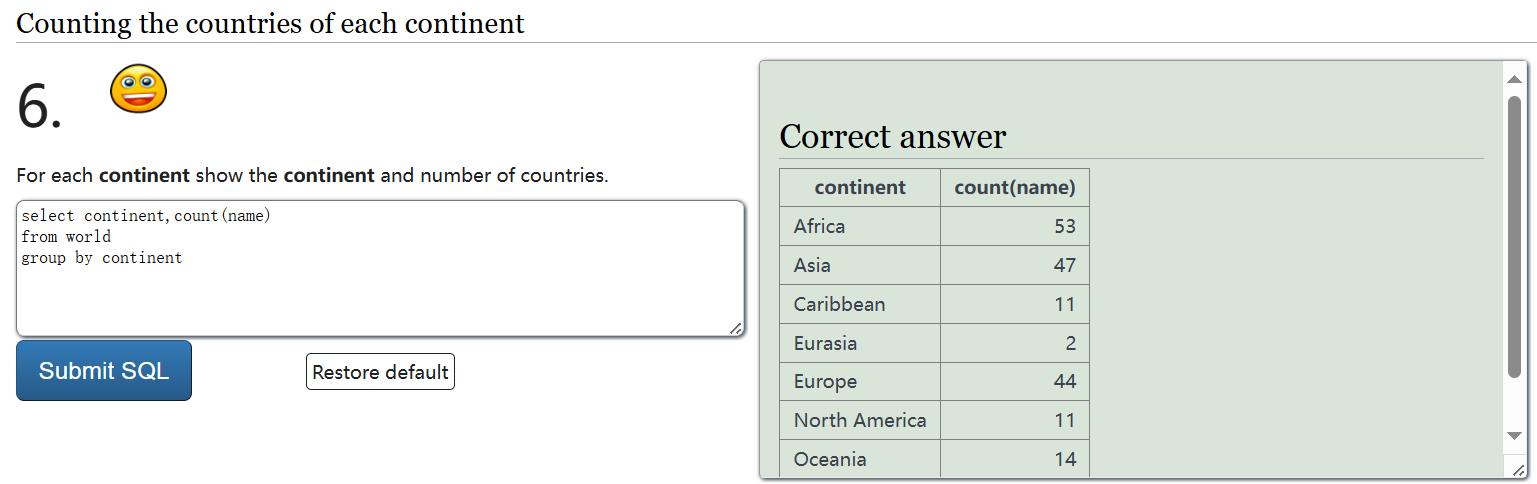 Counting the countries of each continent
6.
For each continent show the continent and number of countries.
select continent,count(name)
from world
group by continent
Submit SQL
Restore default
Correct answer
continent count(name)
Africa 53
Asia 47
Caribbean 11
Eurasia 2
Europe 44
North America 11
Oceania 14